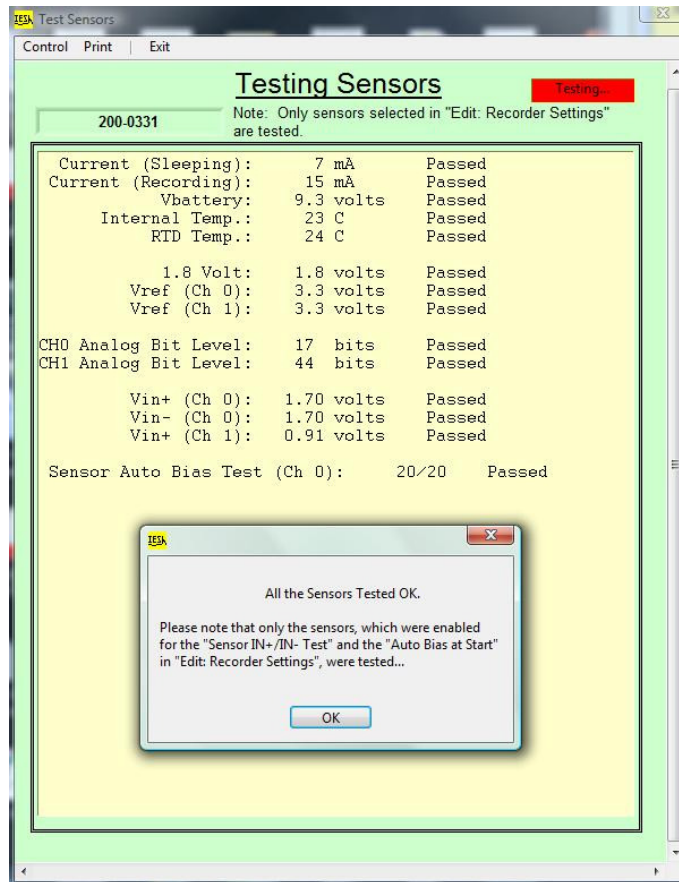 IESA Test Sensors
Control Print | Exit
Testing Sensors
Testing...
200-0331
Note: Only sensors selected in "Edit: Recorder Settings"
are tested.
Current (Sleeping): 7 mA Passed
Current (Recording): 15 mA Passed
Vbattery: 9.3 volts Passed
Internal Temp.: 23 C Passed
RTD Temp.: 24 C Passed
1.8 Volt: 1.8 volts Passed
Vref (Ch 0): 3.3 volts Passed
Vref (Ch 1): 3.3 volts Passed
CH0 Analog Bit Level: 17 bits Passed
CH1 Analog Bit Level: 44 bits Passed
Vin+ (Ch 0): 1.70 volts Passed
Vin- (Ch 0): 1.70 volts Passed
Vin+ (Ch 1): 0.91 volts Passed
Sensor Auto Bias Test (Ch 0): 20/20 Passed
IESA
All the Sensors Tested OK.
Please note that only the sensors, which were enabled
for the "Sensor IN+/IN- Test" and the "Auto Bias at Start"
in "Edit: Recorder Settings", were tested...
OK